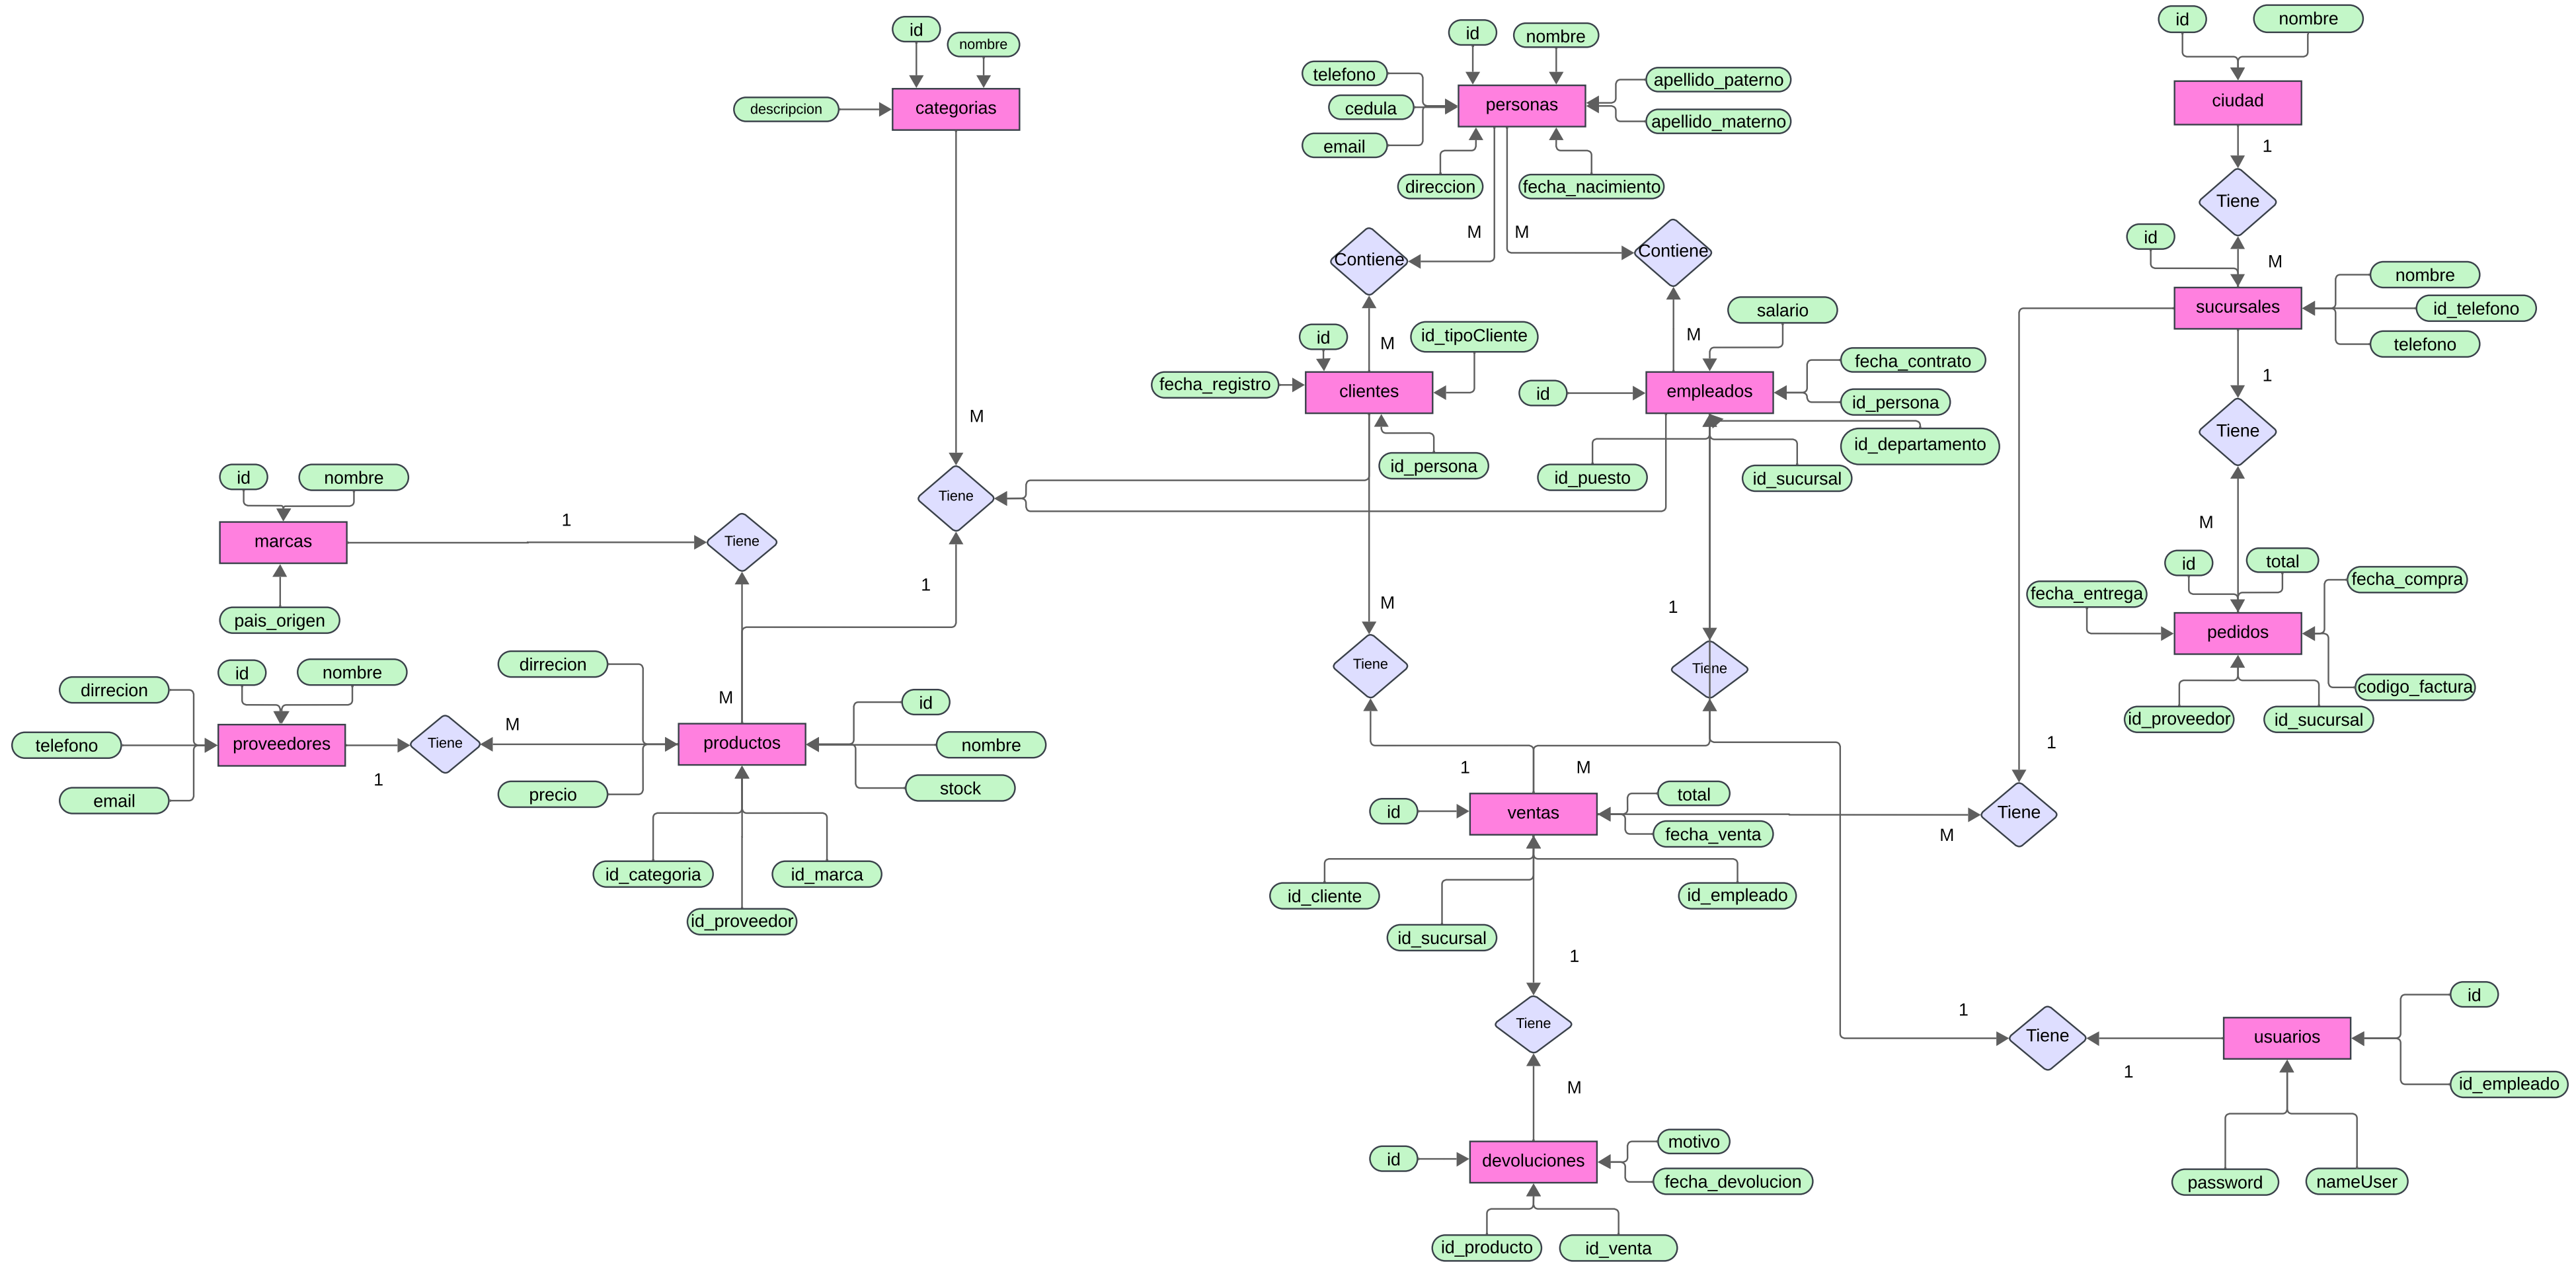 id
nombre
descripcion
categorias
id
nombre
telefono
cedula
email
personas
apellido_paterno
apellido_materno
direccion
fecha_nacimiento
id
nombre
ciudad
1
Tiene
M
M
M
Contiene
Contiene
id
sucursales
nombre
id_telefono
telefono
1
Tiene
M
id
id_tipoCliente
fecha_registro
clientes
M
id_persona
M
salario
id
empleados
fecha_contrato
id_persona
id_departamento
id_puesto
id_sucursal
M
Tiene
1
id
nombre
marcas
1
Tiene
pais_origen
id
total
fecha_entrega
fecha_compra
pedidos
codigo_factura
id_proveedor
id_sucursal
M
Tiene
1
Tiene
dirrecion
id
nombre
telefono
proveedores
email
1
Tiene
M
dirrecion
precio
M
productos
id
nombre
stock
id_categoria
id_marca
id_proveedor
1
M
id
ventas
total
fecha_venta
M
Tiene
1
id_cliente
id_empleado
id_sucursal
1
Tiene
M
1
Tiene
1
usuarios
id
id_empleado
password
nameUser
id
devoluciones
motivo
fecha_devolucion
id_producto
id_venta